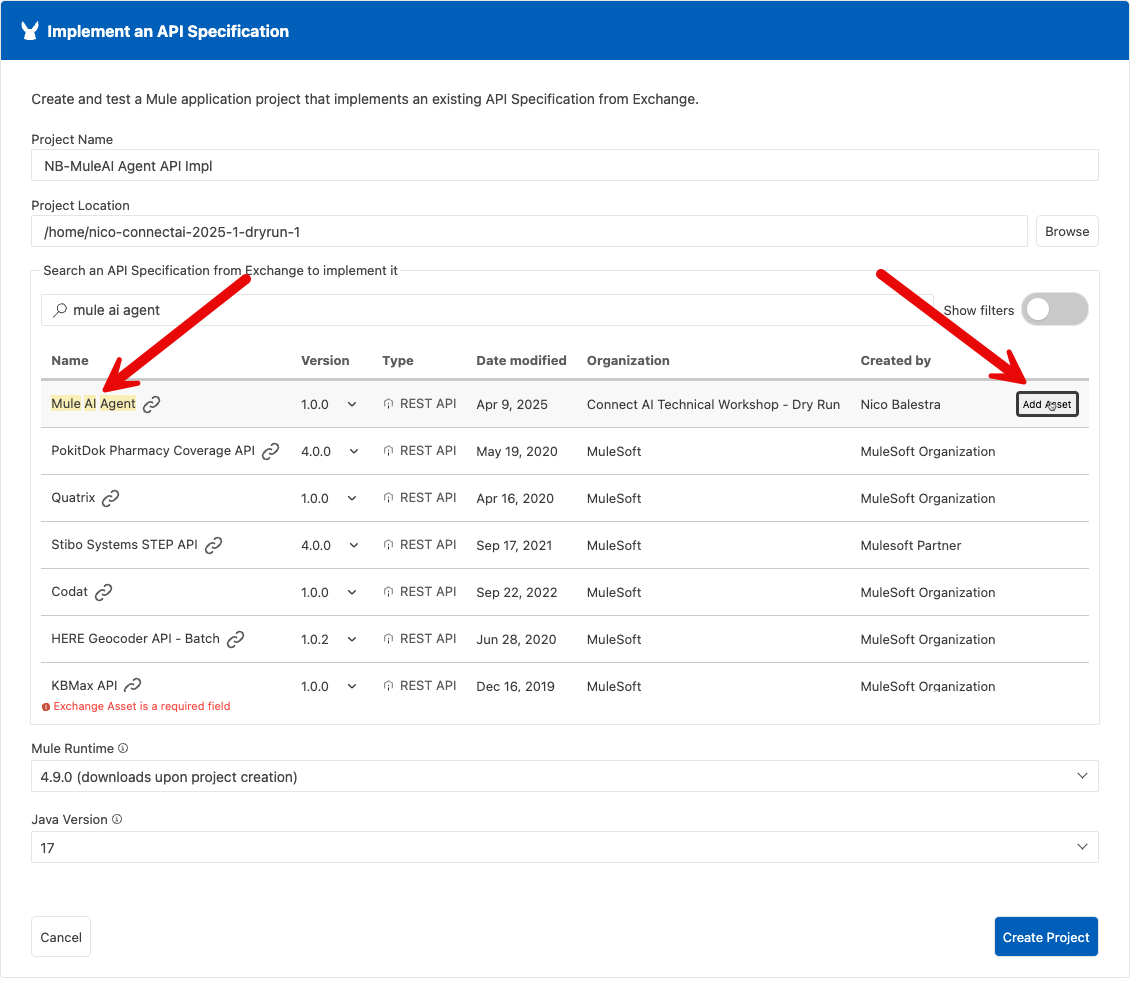 Implement an API Specification
Create and test a Mule application project that implements an existing API Specification from Exchange.
Project Name
NB-MuleAI Agent API Impl
Project Location
/home/nico-connectai-2025-1-dryrun-1
Browse
Search an API Specification from Exchange to implement it
mule ai agent
Show filters
Name Version Type Date modified Organization Created by
Mule AI Agent 1.0.0 REST API Apr 9, 2025 Connect AI Technical Workshop - Dry Run Nico Balestra Add Asset
PokitDok Pharmacy Coverage API 4.0.0 REST API May 19, 2020 MuleSoft MuleSoft Organization
Quatrix 1.0.0 REST API Apr 16, 2020 MuleSoft MuleSoft Organization
Stibo Systems STEP API 4.0.0 REST API Sep 17, 2021 MuleSoft Mulesoft Partner
Codat 1.0.0 REST API Sep 22, 2022 MuleSoft MuleSoft Organization
HERE Geocoder API - Batch 1.0.2 REST API Jun 28, 2020 MuleSoft MuleSoft Organization
KBMax API 1.0.0 REST API Dec 16, 2019 MuleSoft MuleSoft Organization
Exchange Asset is a required field
Mule Runtime
4.9.0 (downloads upon project creation)
Java Version
17
Cancel
Create Project